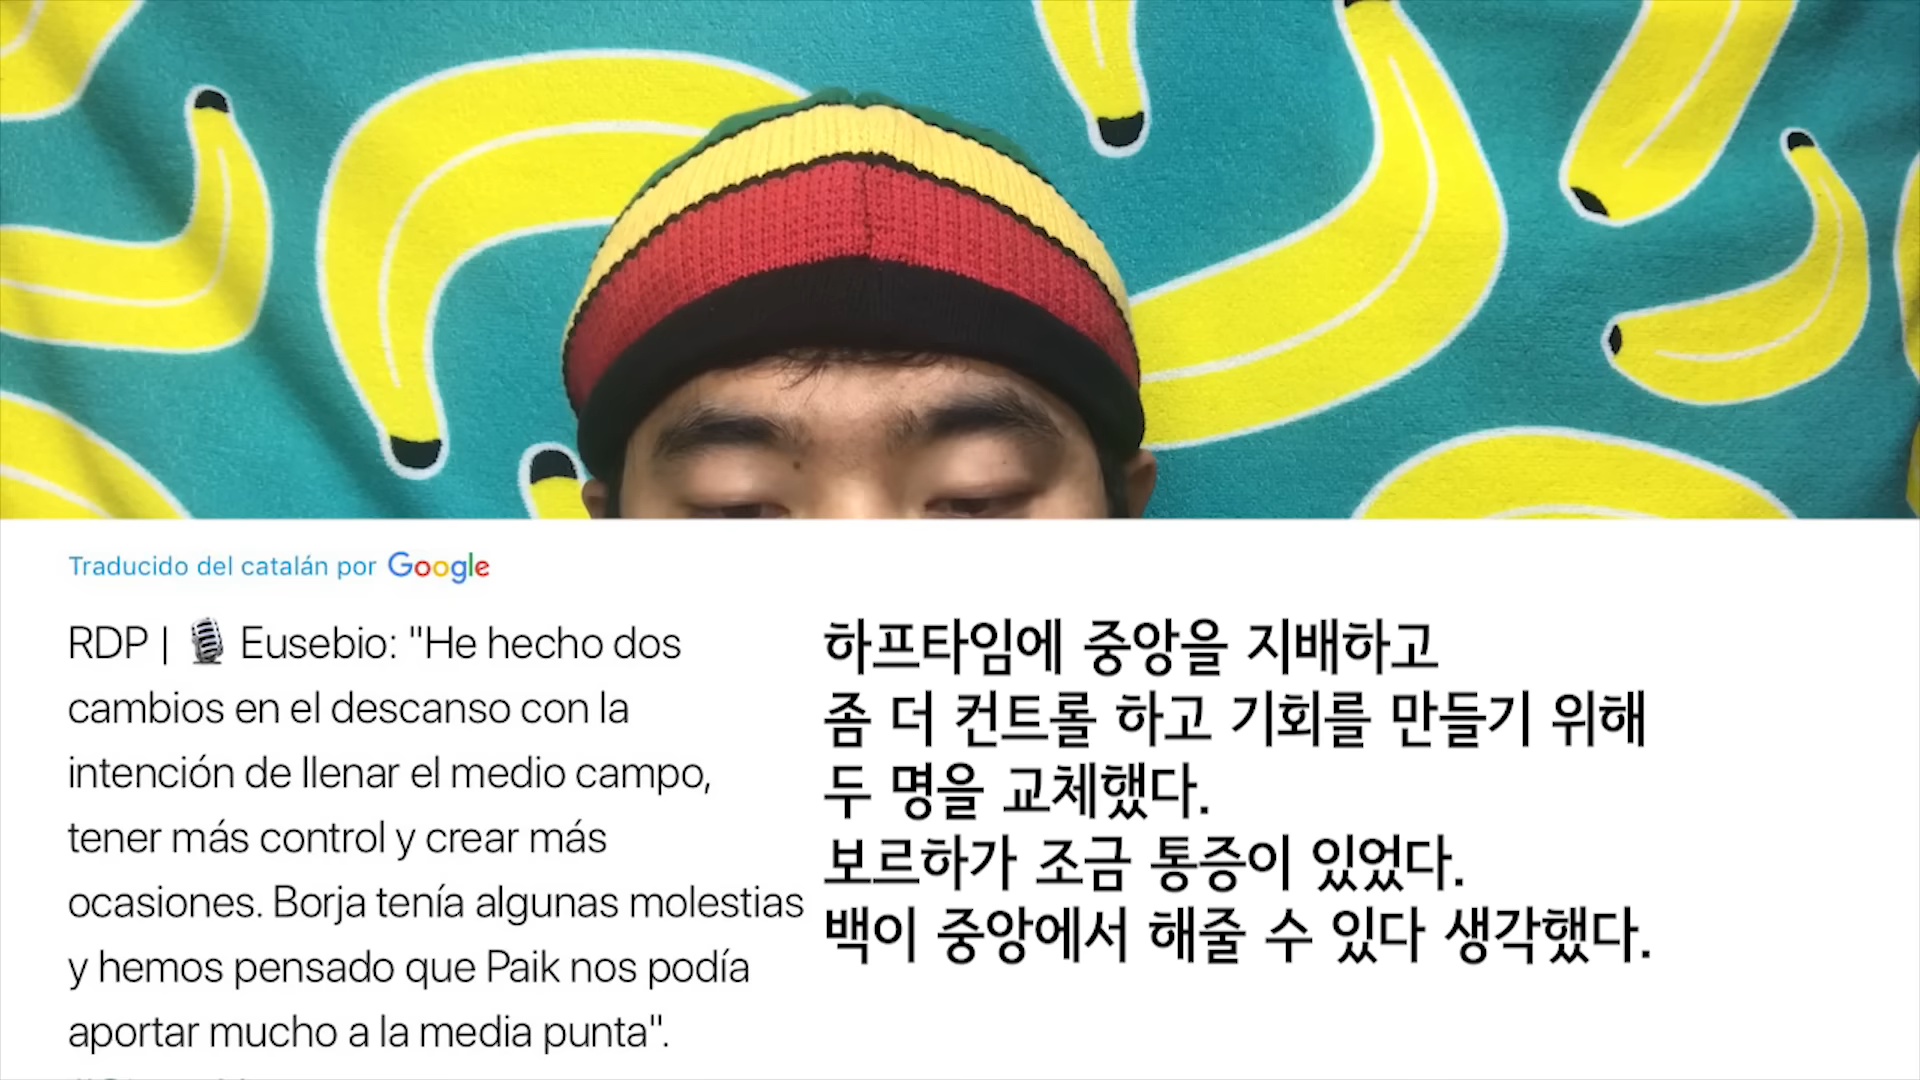 Traducido del catalán por Google
RDP | 🎙 Eusebio: "He hecho dos
cambios en el descanso con la
intención de llenar el medio campo,
tener más control y crear más
ocasiones. Borja tenía algunas molestias
y hemos pensado que Paik nos podía
aportar mucho a la media punta".
하프타임에 중앙을 지배하고
좀 더 컨트롤 하고 기회를 만들기 위해
두 명을 교체했다.
보르하가 조금 통증이 있었다.
백이 중앙에서 해줄 수 있다 생각했다.